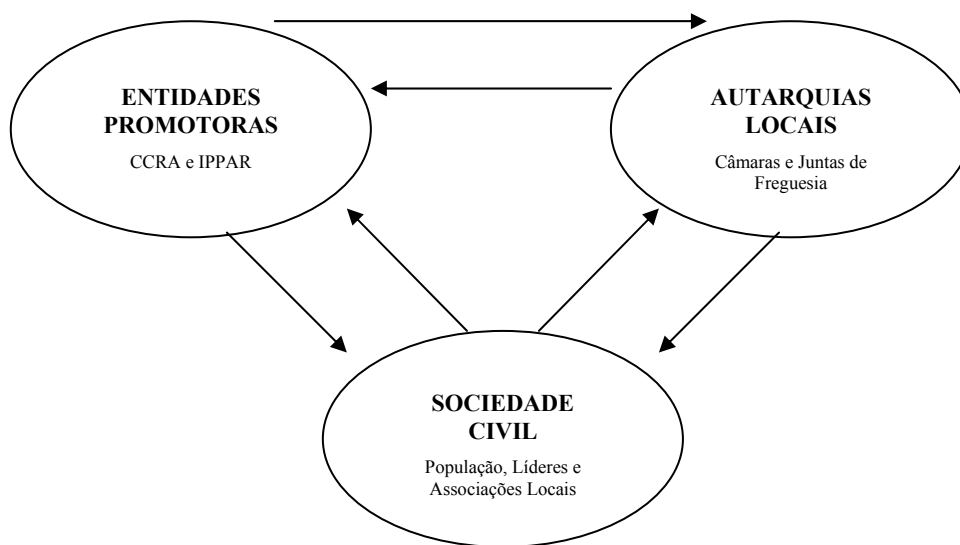 ENTIDADES
PROMOTORAS
CCRA e IPPAR
AUTARQUIAS
LOCAIS
Câmaras e Juntas de
Freguesia
SOCIEDADE
CIVIL
População, Líderes e
Associações Locais